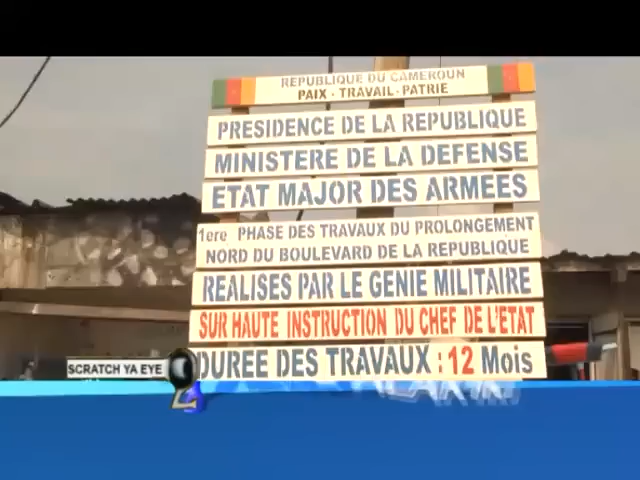 REPUBLIQUE DU CAMEROUN
PAIX - TRAVAIL - PATRIE
PRESIDENCE DE LA REPUBLIQUE
MINISTERE DE LA DEFENSE
ETAT MAJOR DES ARMEES
1ere PHASE DES TRAVAUX DU PROLONGEMENT
NORD DU BOULEVARD DE LA REPUBLIQUE
REALISES PAR LE GENIE MILITAIRE
SUR HAUTE INSTRUCTION DU CHEF DE L'ETAT
DUREE DES TRAVAUX : 12 Mois
SCRATCH YA EYE